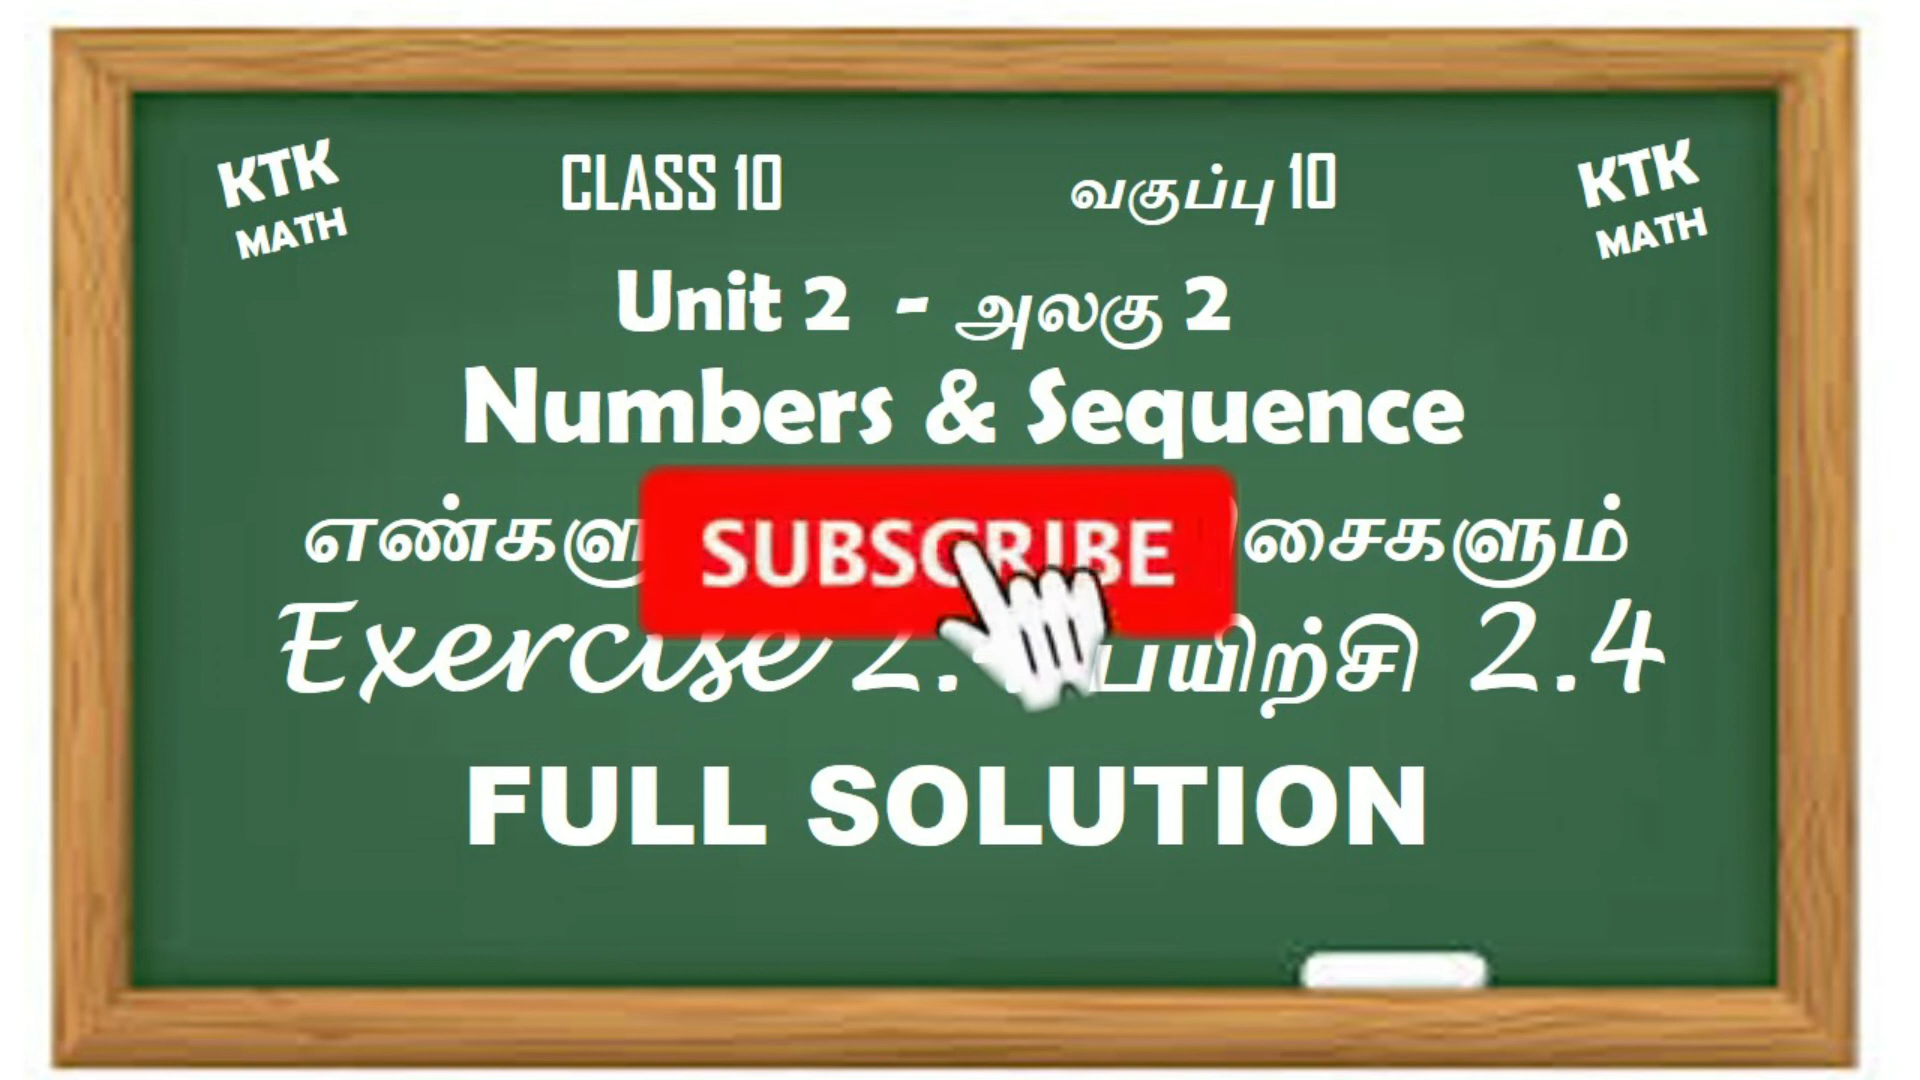 KTK
MATH
CLASS 10
வகுப்பு 10
KTK
MATH
Unit 2 - அலகு 2
Numbers & Sequence
SUBSCRIBE
Exercise பயிற்சி 2.4
FULL SOLUTION